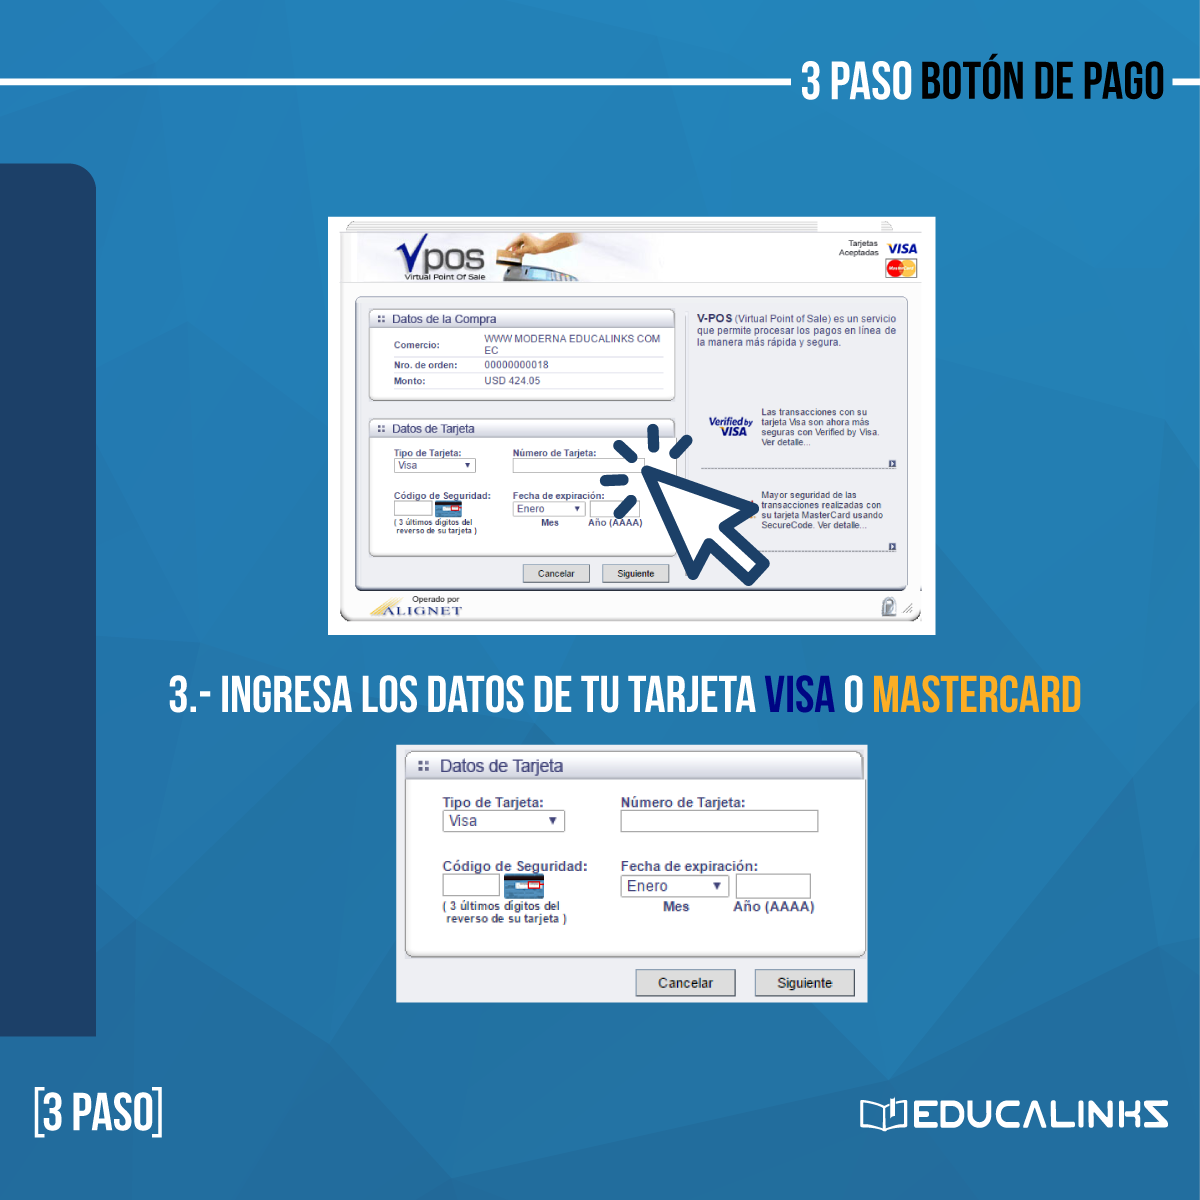 3 PASO BOTÓN DE PAGO
Vpos
Virtual Point Of Sale
Tarjetas
Aceptadas
VISA
MasterCard
Datos de la Compra
Comercio: WWW MODERNA EDUCALINKS COM
EC
Nro. de orden: 00000000018
Monto: USD 424.05
V-POS (Virtual Point of Sale) es un servicio
que permite procesar los pagos en línea de
la manera más rápida y segura.
Datos de Tarjeta
Tipo de Tarjeta: Número de Tarjeta:
Visa
Código de Seguridad: Fecha de expiración:
Enero
( 3 últimos digitos del
reverso de su tarjeta )
Mes Año (AAAA)
Verified by
VISA
Las transacciones con su
tarjeta Visa son ahora más
seguras con Verified by Visa.
Ver detalle...
Mayor seguridad de las
transacciones realizadas con
su tarjeta MasterCard usando
SecureCode. Ver detalle...
Cancelar Siguiente
Operado por
ALIGNET
3.- INGRESA LOS DATOS DE TU TARJETA VISA O MASTERCARD
Datos de Tarjeta
Tipo de Tarjeta: Número de Tarjeta:
Visa
Código de Seguridad: Fecha de expiración:
Enero
( 3 últimos digitos del
reverso de su tarjeta )
Mes Año (AAAA)
Cancelar Siguiente
[3 PASO]
EDUCALINKS